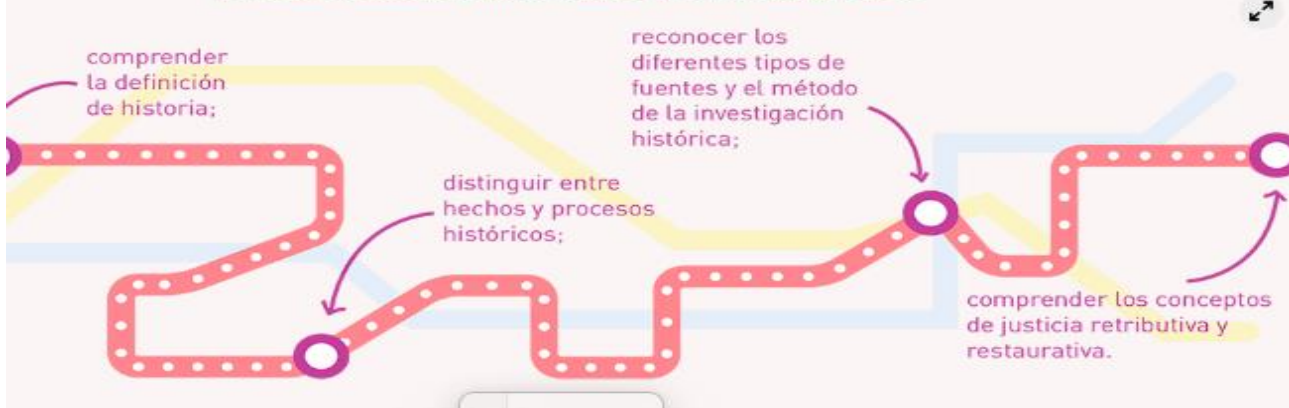 comprender
la definición
de historia;
distinguir entre
hechos y procesos
históricos;
reconocer los
diferentes tipos de
fuentes y el método
de la investigación
histórica;
comprender los conceptos
de justicia retributiva y
restaurativa.